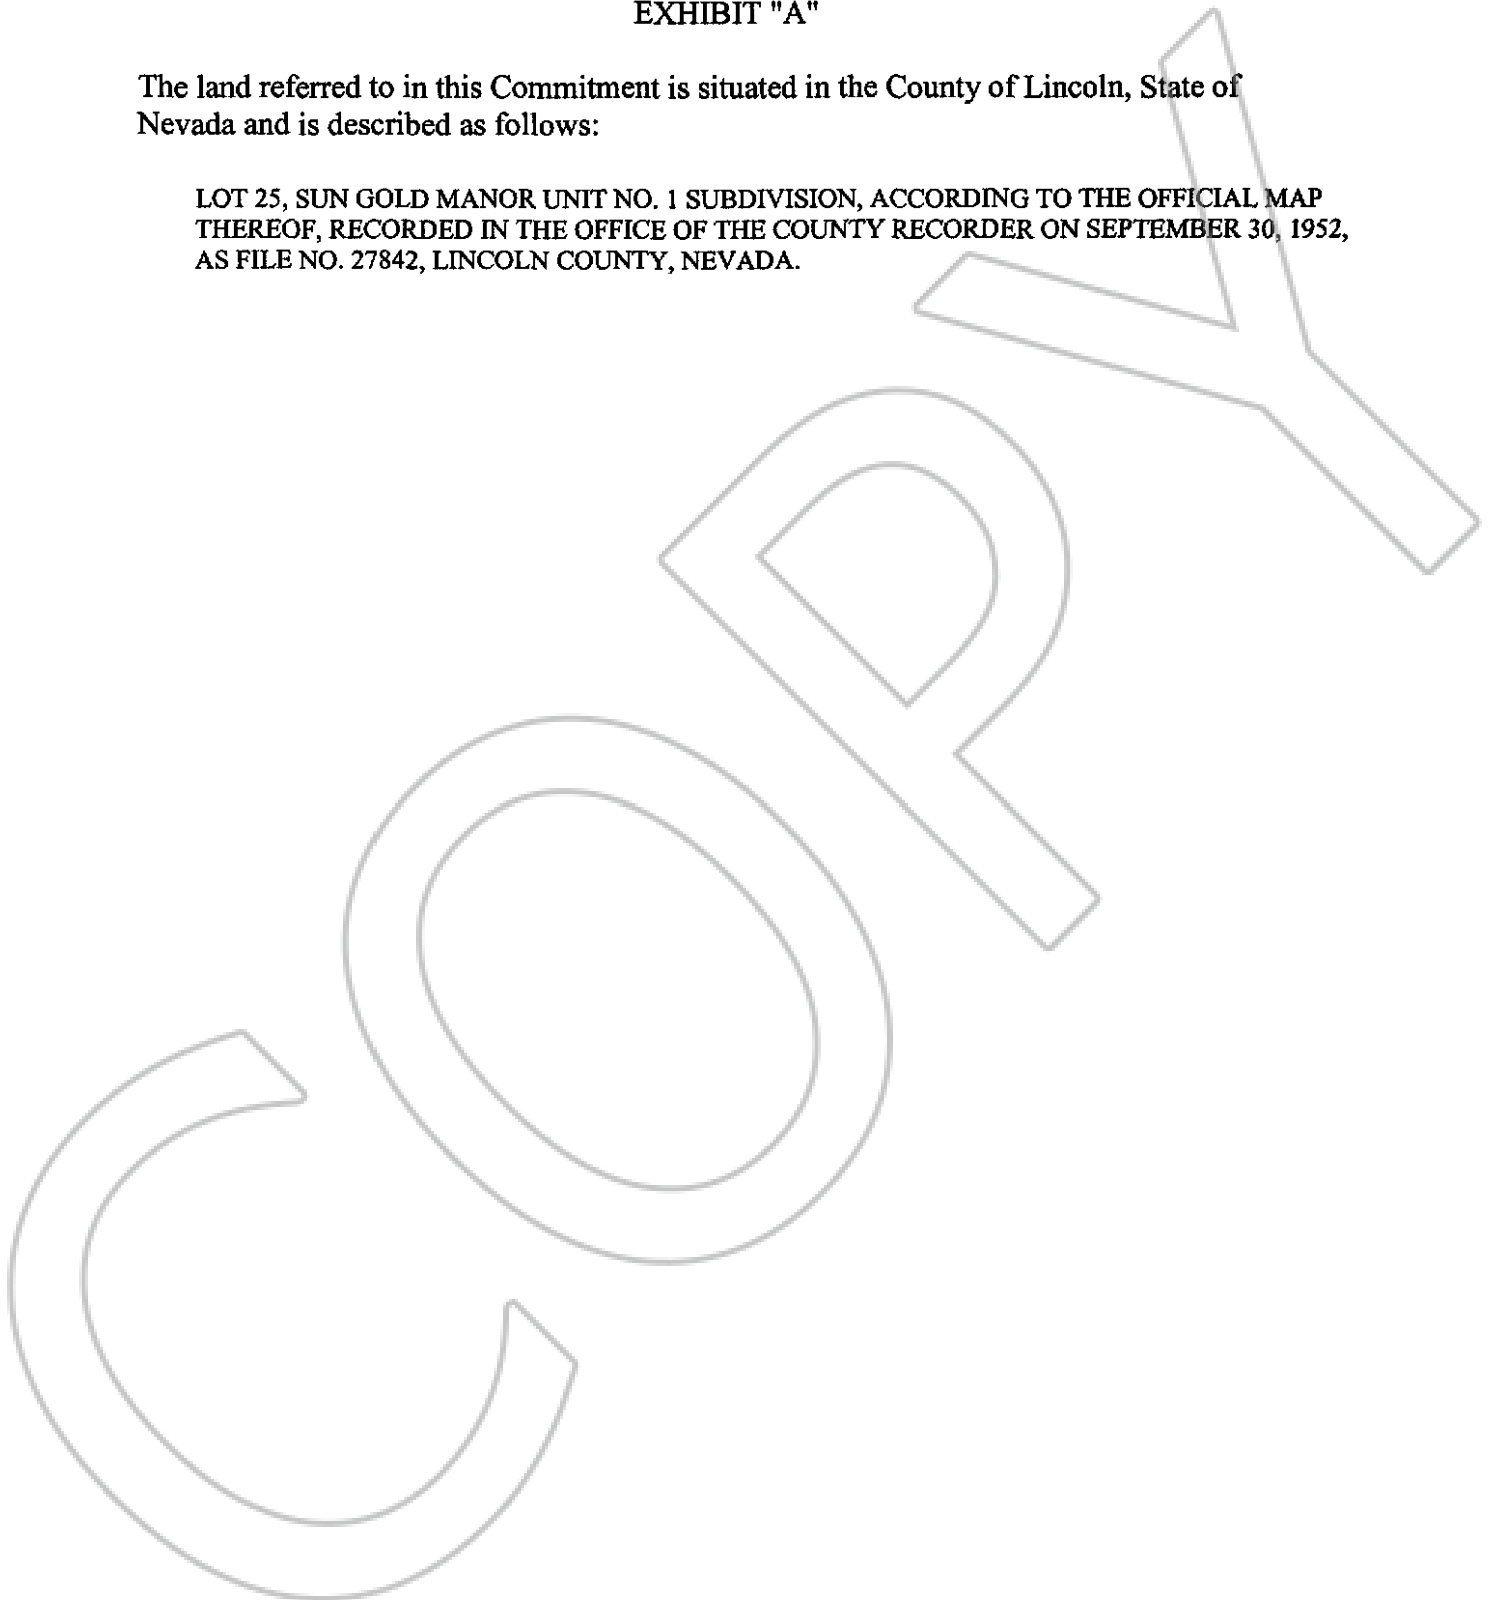 EXHIBIT "A"
The land referred to in this Commitment is situated in the County of Lincoln, State of
Nevada and is described as follows:
LOT 25, SUN GOLD MANOR UNIT NO. 1 SUBDIVISION, ACCORDING TO THE OFFICIAL MAP
THEREOF, RECORDED IN THE OFFICE OF THE COUNTY RECORDER ON SEPTEMBER 30, 1952,
AS FILE NO. 27842, LINCOLN COUNTY, NEVADA.
COPY